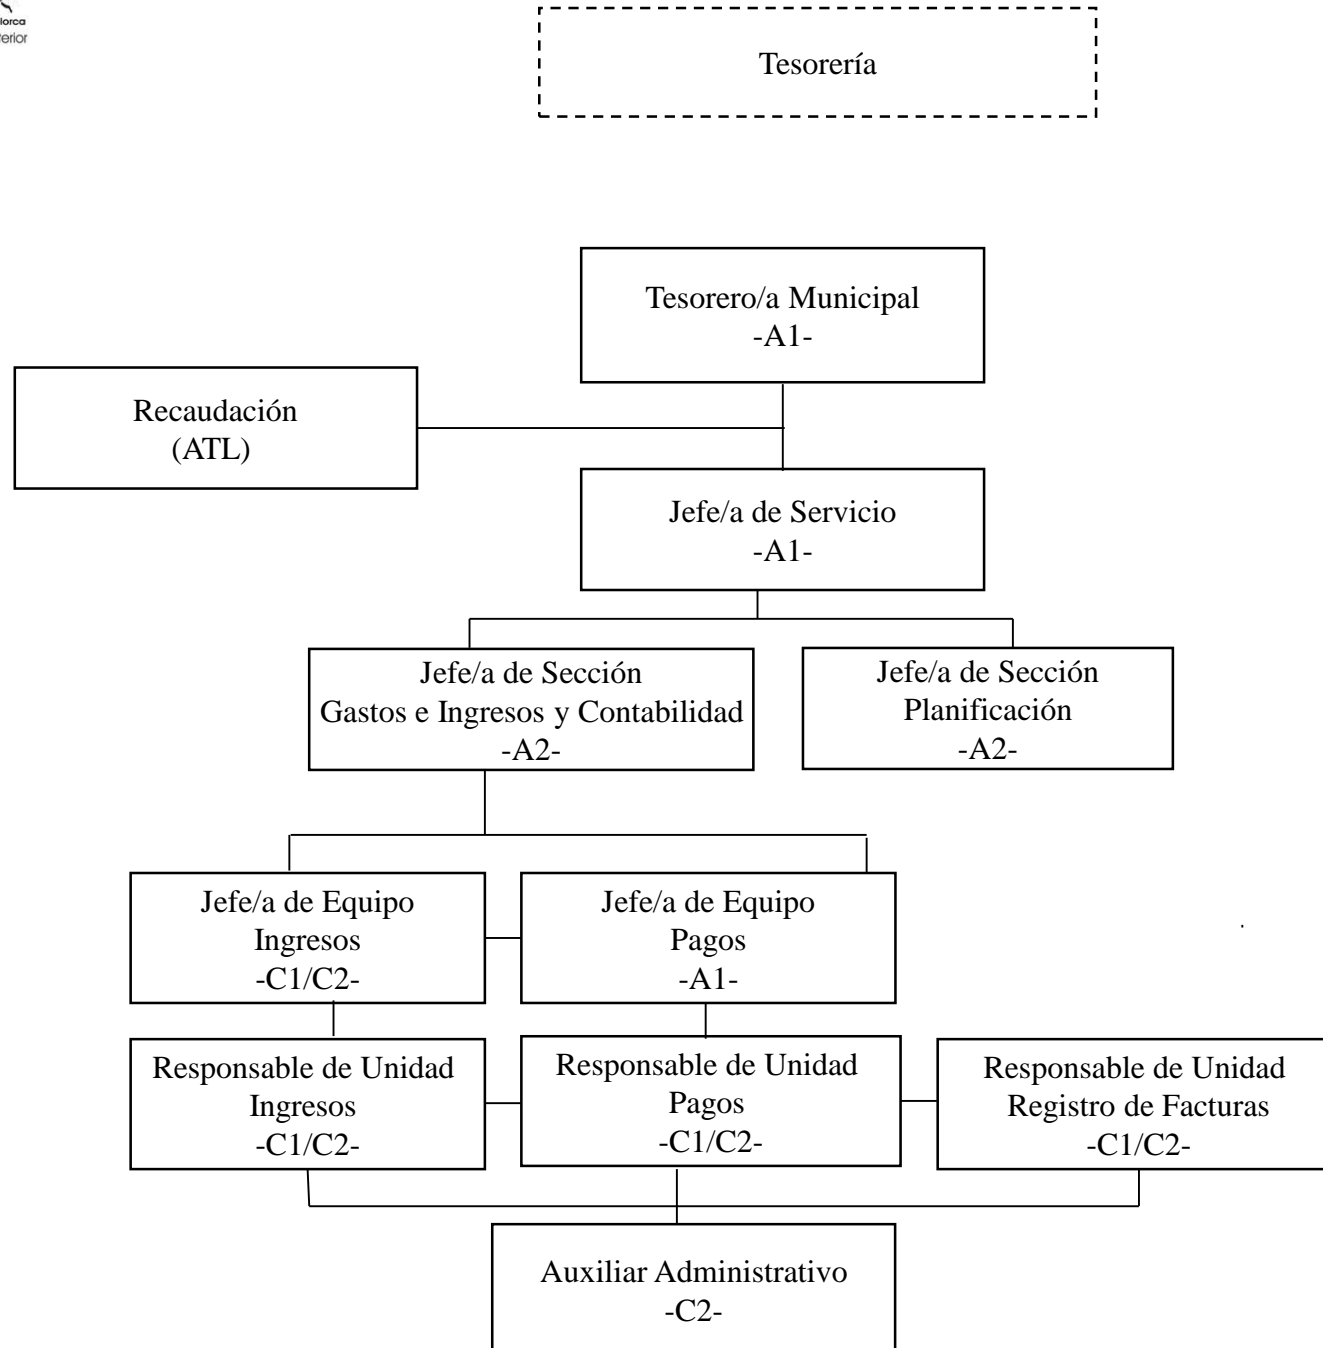 Tesorería
Tesorero/a Municipal
-A1-
Recaudación
(ATL)
Jefe/a de Servicio
-A1-
Jefe/a de Sección
Gastos e Ingresos y Contabilidad
-A2-
Jefe/a de Sección
Planificación
-A2-
Jefe/a de Equipo
Ingresos
-C1/C2-
Jefe/a de Equipo
Pagos
-A1-
Responsable de Unidad
Ingresos
-C1/C2-
Responsable de Unidad
Pagos
-C1/C2-
Responsable de Unidad
Registro de Facturas
-C1/C2-
Auxiliar Administrativo
-C2-